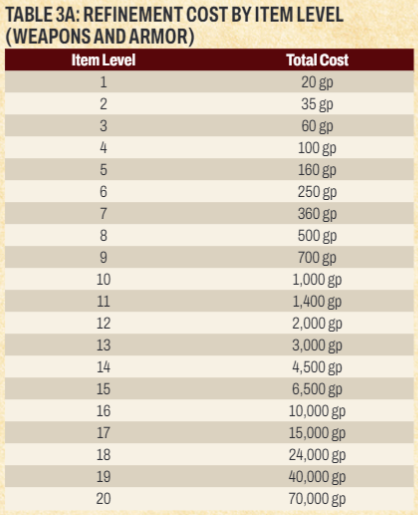 TABLE 3A: REFINEMENT COST BY ITEM LEVEL
(WEAPONS AND ARMOR)
Item Level Total Cost
1 20 gp
2 35 gp
3 60 gp
4 100 gp
5 160 gp
6 250 gp
7 360 gp
8 500 gp
9 700 gp
10 1,000 gp
11 1,400 gp
12 2,000 gp
13 3,000 gp
14 4,500 gp
15 6,500 gp
16 10,000 gp
17 15,000 gp
18 24,000 gp
19 40,000 gp
20 70,000 gp